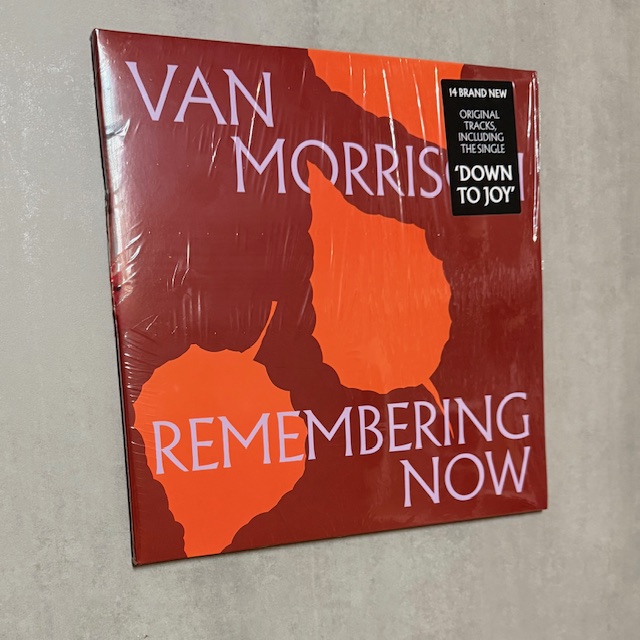 VAN
MORRISON
14 BRAND NEW
ORIGINAL
TRACKS,
INCLUDING
THE SINGLE
‘DOWN
TO JOY’
REMEMBERING
NOW